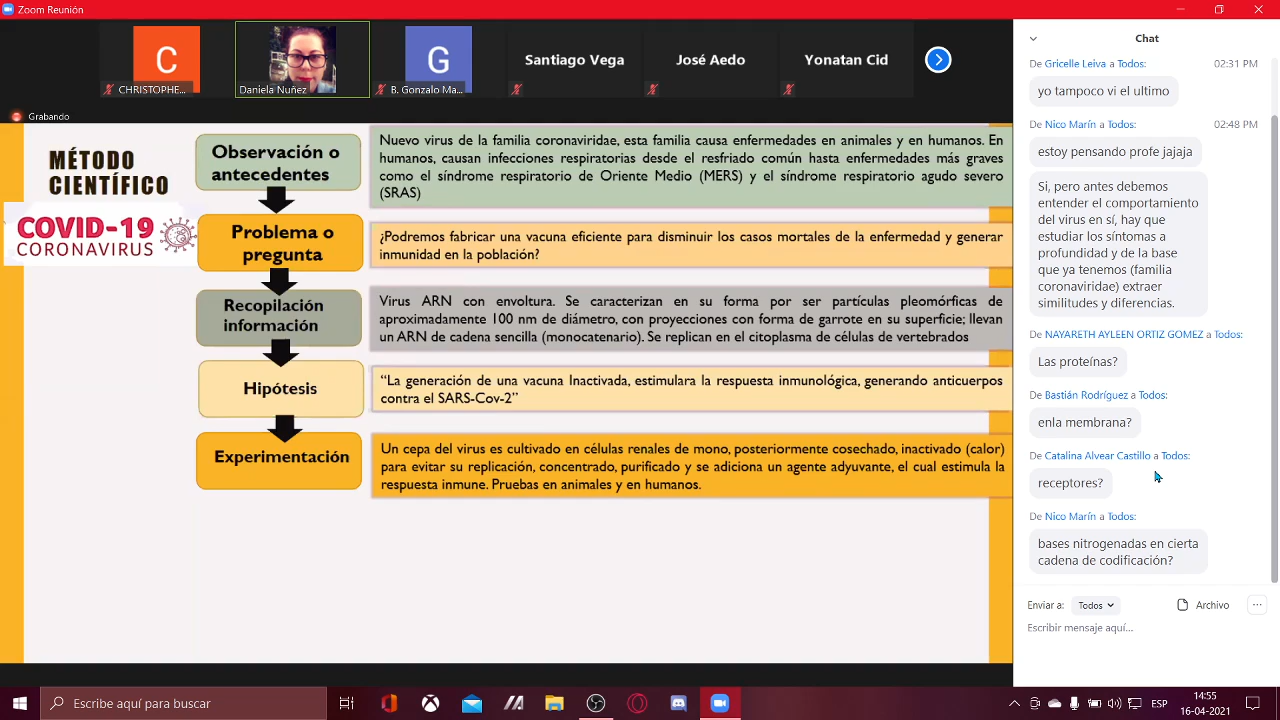 Zoom Reunión
C
CHRISTOPHE...
Daniela Nuñez
G
B. Gonzalo Ma...
Santiago Vega
José Aedo
Yonatan Cid
Grabando
MÉTODO
CIENTÍFICO
COVID-19
CORONAVIRUS
Observación o
antecedentes
Nuevo virus de la familia coronaviridae, esta familia causa enfermedades en animales y en humanos. En
humanos, causan infecciones respiratorias desde el resfriado común hasta enfermedades más graves
como el síndrome respiratorio de Oriente Medio (MERS) y el síndrome respiratorio agudo severo
(SRAS)
Problema o
pregunta
¿Podremos fabricar una vacuna eficiente para disminuir los casos mortales de la enfermedad y generar
inmunidad en la población?
Recopilación
información
Virus ARN con envoltura. Se caracterizan en su forma por ser partículas pleomórficas de
aproximadamente 100 nm de diámetro, con proyecciones con forma de garrote en su superficie; llevan
un ARN de cadena sencilla (monocatenario). Se replican en el citoplasma de células de vertebrados
Hipótesis
“La generación de una vacuna Inactivada, estimulara la respuesta inmunológica, generando anticuerpos
contra el SARS-Cov-2”
Experimentación
Un cepa del virus es cultivado en células renales de mono, posteriormente cosechado, inactivado (calor)
para evitar su replicación, concentrado, purificado y se adiciona un agente adyuvante, el cual estimula la
respuesta inmune. Pruebas en animales y en humanos.
Chat
De Gricelle Leiva a Todos: 02:31 PM
yo tampoco vi el ultimo
De Nico Marín a Todos: 02:48 PM
estoy pensando profe jajaja
Si, pero antes debemos
entender el comportamiento
del virus en sí, hay que
estudiar los síntomas a
profundidad y de la base
que ya tenemos (familia
coronaviridae) extraer
similitudes y diferencias.
De NAYARETH AYLEEN ORTIZ GOMEZ a Todos:
Las proteínas?
De Bastián Rodríguez a Todos:
enla membrana?
De Catalina Alvear Castillo a Todos:
receptores?
De Nico Marín a Todos:
bases nitrogenadas en cierta
cadena de codificación?
Enviar a: Todos Archivo ...
Escribir mensaje aquí...
Escribe aquí para buscar
ESP
14:55
16-04-2021